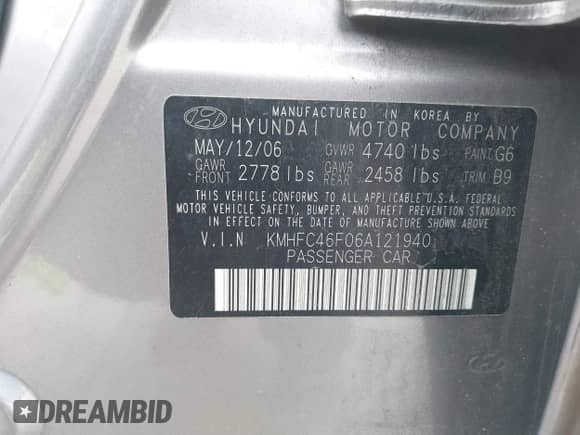 MANUFACTURED IN KOREA BY
HYUNDAI MOTOR COMPANY
MAY/12/06 GVWR 4740 lbs PAINT G6
GAWR FRONT 2778 lbs GAWR REAR 2458 lbs TRIM B9
THIS VEHICLE CONFORMS TO ALL APPLICABLE U.S.A. FEDERAL
MOTOR VEHICLE SAFETY, BUMPER, AND THEFT PREVENTION STANDARDS
IN EFFECT ON THE DATE OF MANUFACTURE SHOWN ABOVE.
V.I.N KMHFC46F06A121940
PASSENGER CAR
DREAMBID